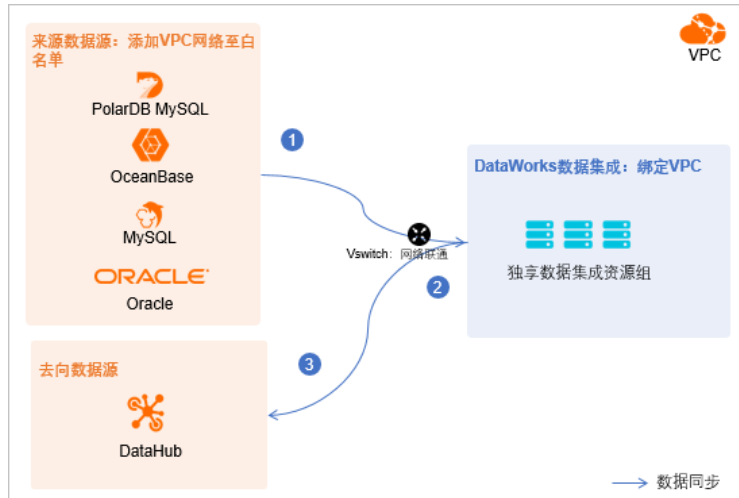 VPC
来源数据源：添加VPC网络至白
名单
PolarDB MySQL
OceanBase
MySQL
ORACLE
Oracle
1
DataWorks数据集成：绑定VPC
独享数据集成资源组
Vswitch：网络联通
2
3
去向数据源
DataHub
数据同步